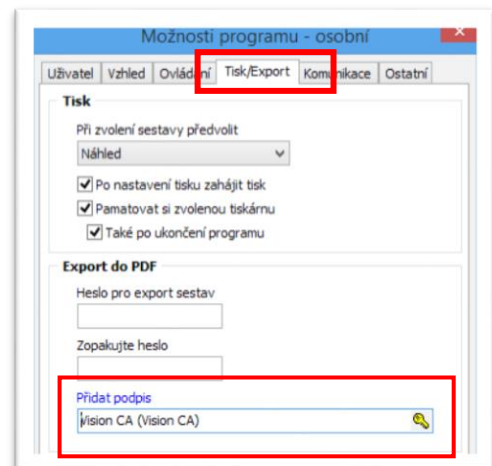 Možnosti programu - osobní
Uživatel Vzhled Ovládání Tisk/Export Komunikace Ostatní
Tisk
Při zvolení sestavy předvolit
Náhled
Po nastavení tisku zahájit tisk
Pamatovat si zvolenou tiskárnu
Také po ukončení programu
Export do PDF
Heslo pro export sestav
Zopakujte heslo
Přidat podpis
Vision CA (Vision CA)